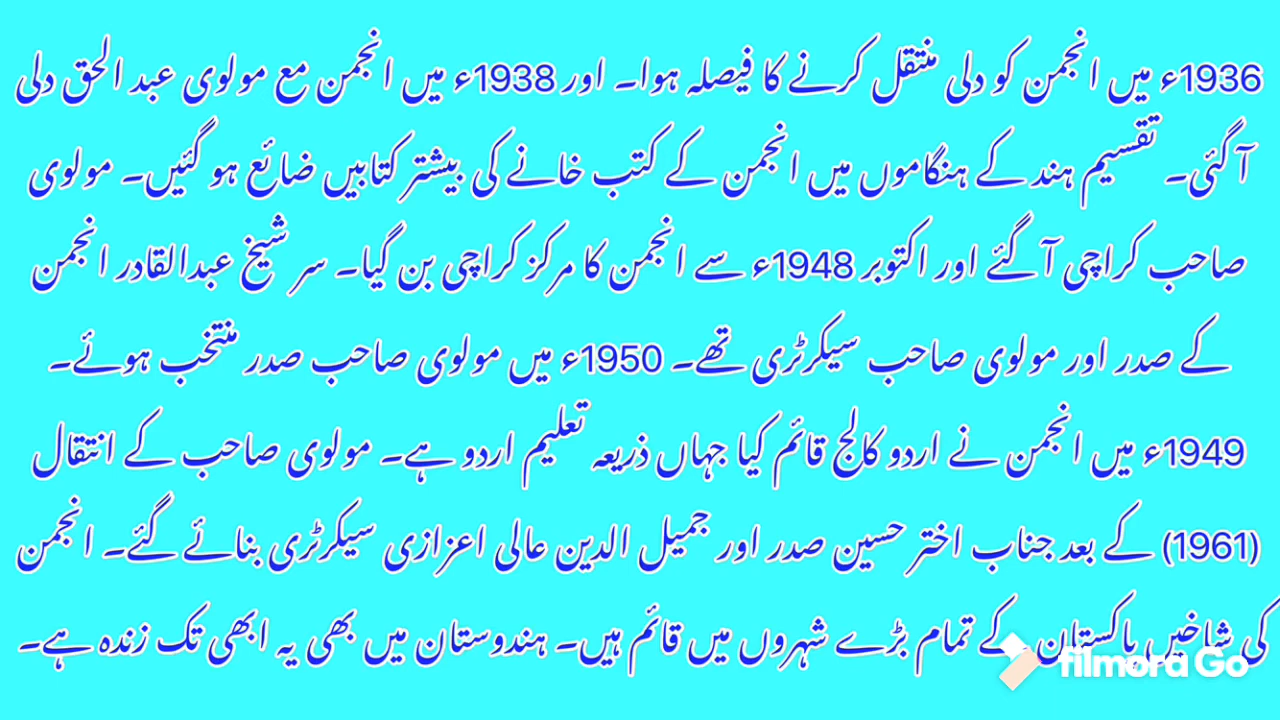 1936ء میں انجمن کو دلی منتقل کرنے کا فیصلہ ہوا۔ اور 1938ء میں انجمن مع مولوی عبد الحق دلی
آ گئی۔ تقسیم ہند کے ہنگاموں میں انجمن کے کتب خانے کی بیشتر کتابیں ضائع ہو گئیں۔ مولوی
صاحب کراچی آ گئے اور اکتوبر 1948ء سے انجمن کا مرکز کراچی بن گیا۔ سر شیخ عبدالقادر انجمن
کے صدر اور مولوی صاحب سیکرٹری تھے۔ 1950ء میں مولوی صاحب صدر منتخب ہوئے۔
1949ء میں انجمن نے اردو کالج قائم کیا جہاں ذریعہ تعلیم اردو ہے۔ مولوی صاحب کے انتقال
(1961) کے بعد جناب اختر حسین صدر اور جمیل الدین عالی اعزازی سیکرٹری بنائے گئے۔ انجمن
کی شاخیں پاکستان کے تمام بڑے شہروں میں قائم ہیں۔ ہندوستان میں بھی یہ ابھی تک زندہ ہے۔
filmora Go